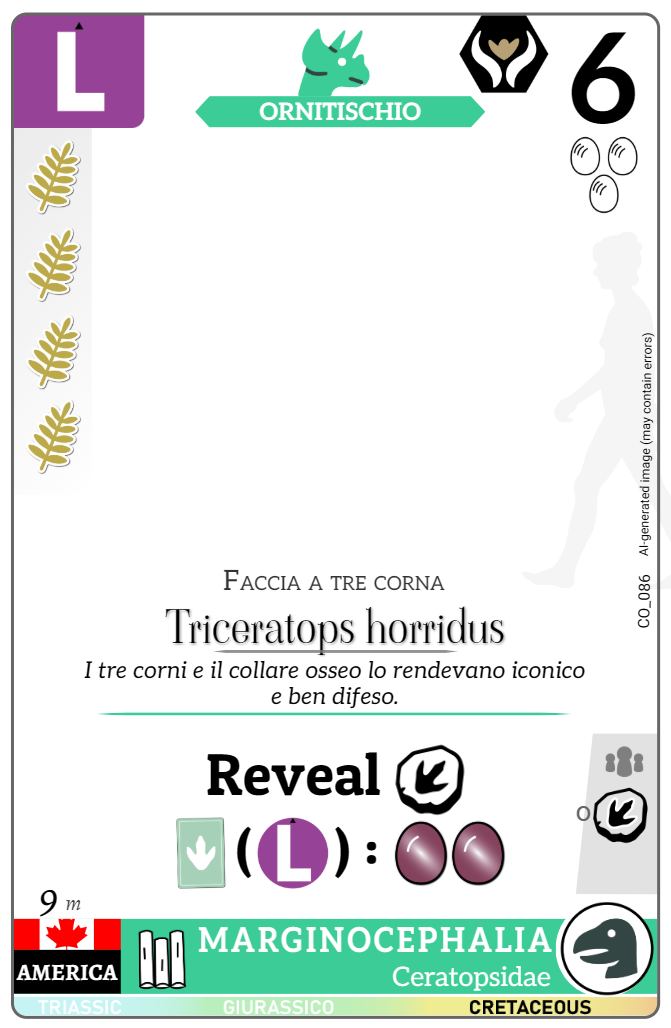 L
ORNITISCHIO
6
AI-generated image (may contain errors)
CO_086
Faccia a tre corna
Triceratops horridus
I tre corni e il collare osseo lo rendevano iconico
e ben difeso.
Reveal
( L ) :
O
9 m
AMERICA
MARGINOCEPHALIA
Ceratopsidae
TRIASSIC GIURASSICO CRETACEOUS